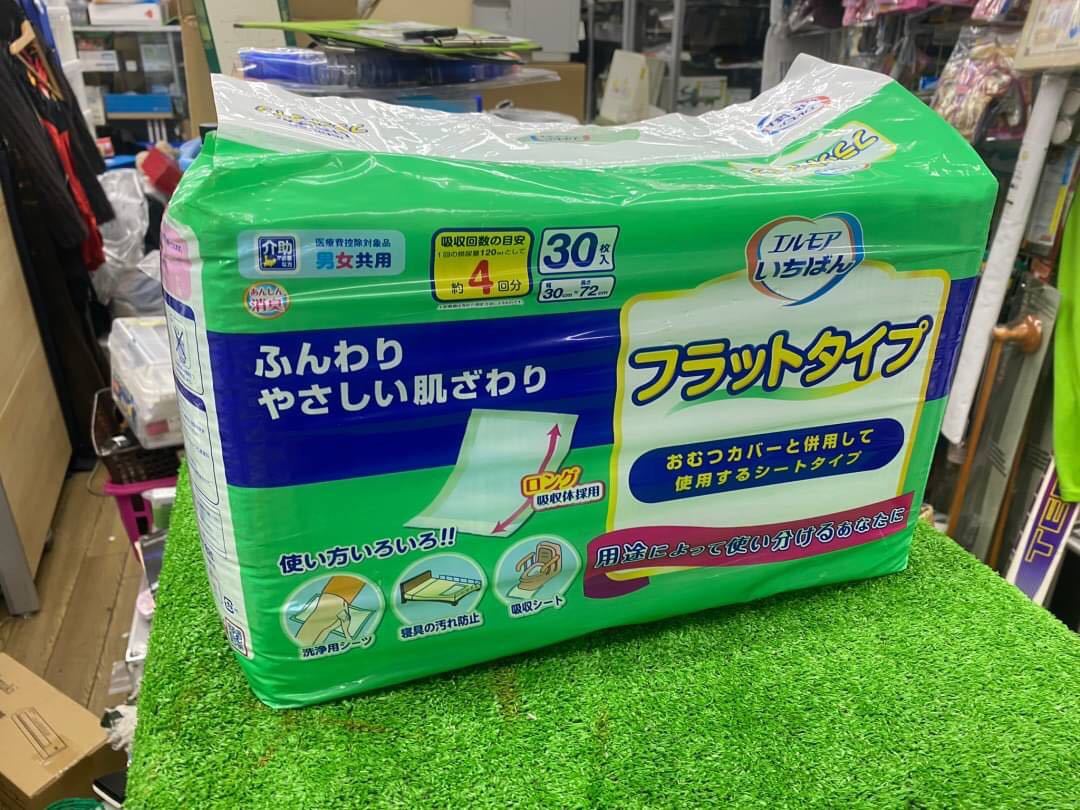 介助
医療費控除対象品
男女共用
あんしん
消臭
吸収回数の目安
1回の排尿量120mlとして
約4回分
30枚入
幅30cm×長さ72cm
エルモア
いちばん
ふんわり
やさしい肌ざわり
フラットタイプ
おむつカバーと併用して
使用するシートタイプ
ロング
吸収体採用
用途によって使い分けるあなたに
使い方いろいろ!!
洗浄用シーツ
寝具の汚れ防止
吸収シート